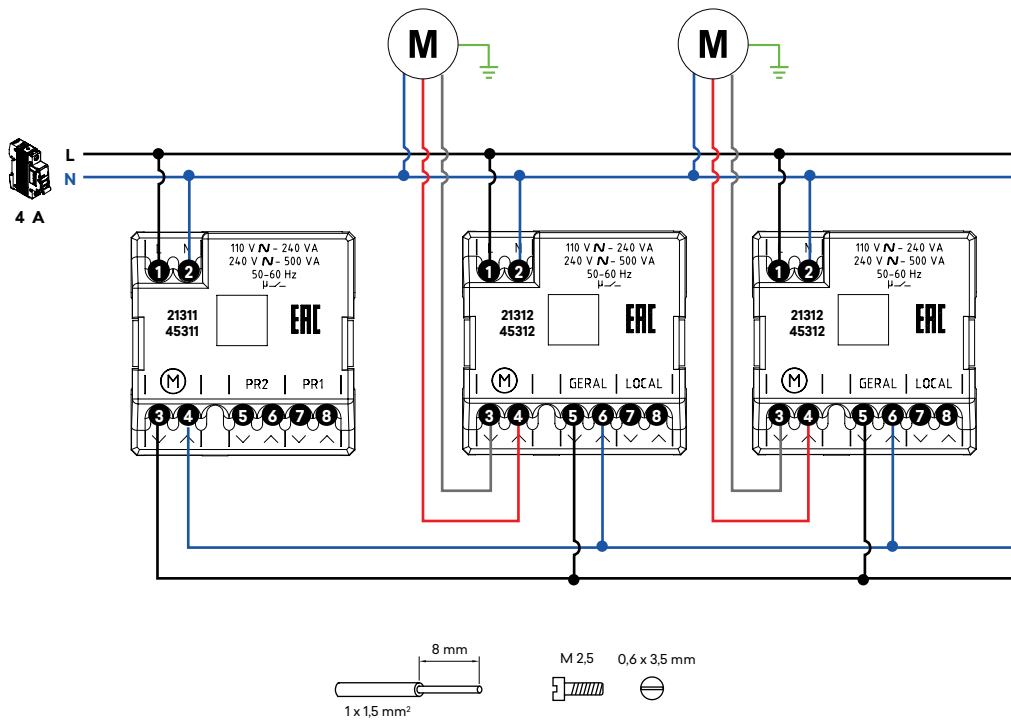 M M
L
N
4 A
L N
1 2
110 V N - 240 VA
240 V N - 500 VA
50-60 Hz
μ
21311
45311
EAC
M PR2 PR1
3 4 5 6 7 8
L N
1 2
110 V N - 240 VA
240 V N - 500 VA
50-60 Hz
μ
21312
45312
EAC
M GERAL LOCAL
3 4 5 6 7 8
L N
1 2
110 V N - 240 VA
240 V N - 500 VA
50-60 Hz
μ
21312
45312
EAC
M GERAL LOCAL
3 4 5 6 7 8
8 mm
1 x 1,5 mm²
M 2,5
0,6 x 3,5 mm